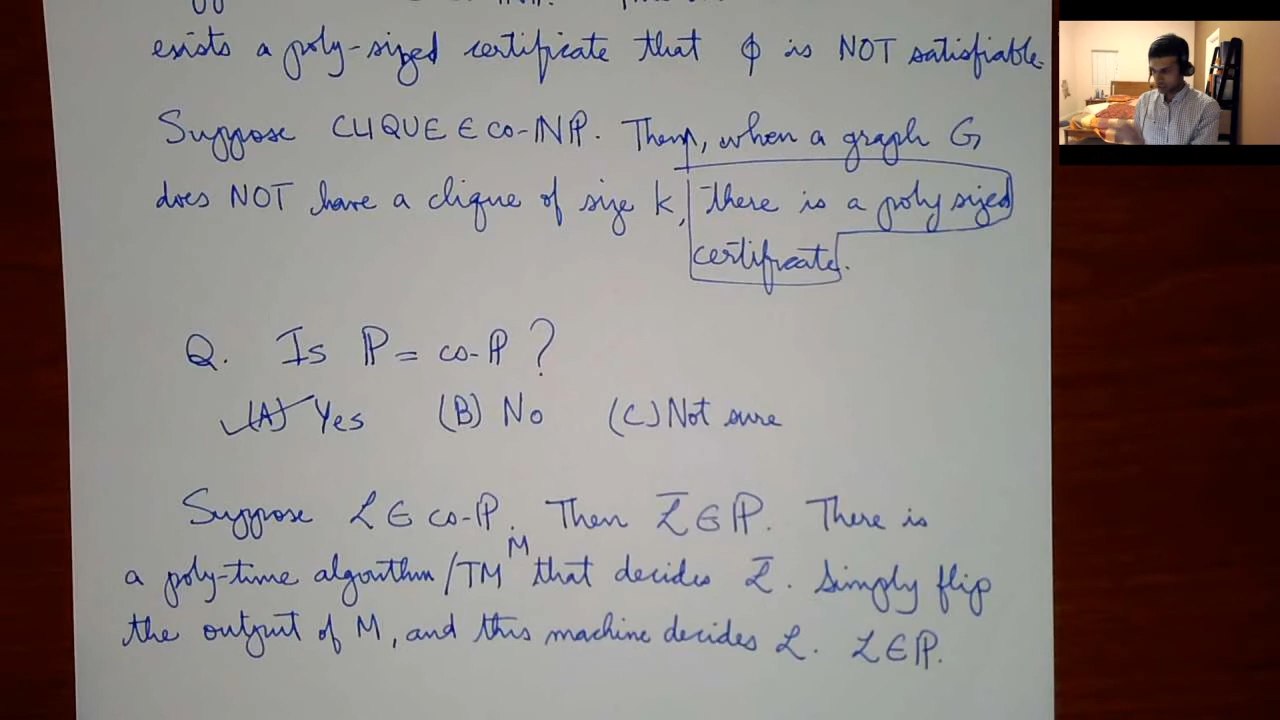 exists a poly-sized certificate that φ is NOT satisfiable.
Suppose CLIQUE ∈ co-NP. Then, when a graph G
does NOT have a clique of size k, there is a poly sized
certificate.
Q. Is P = co-P ?
(A) Yes (B) No (C) Not sure
Suppose L ∈ co-P. Then L̅ ∈ P. There is
a poly-time algorithm/TM M that decides L̅. Simply flip
the output of M, and this machine decides L. L ∈ P.